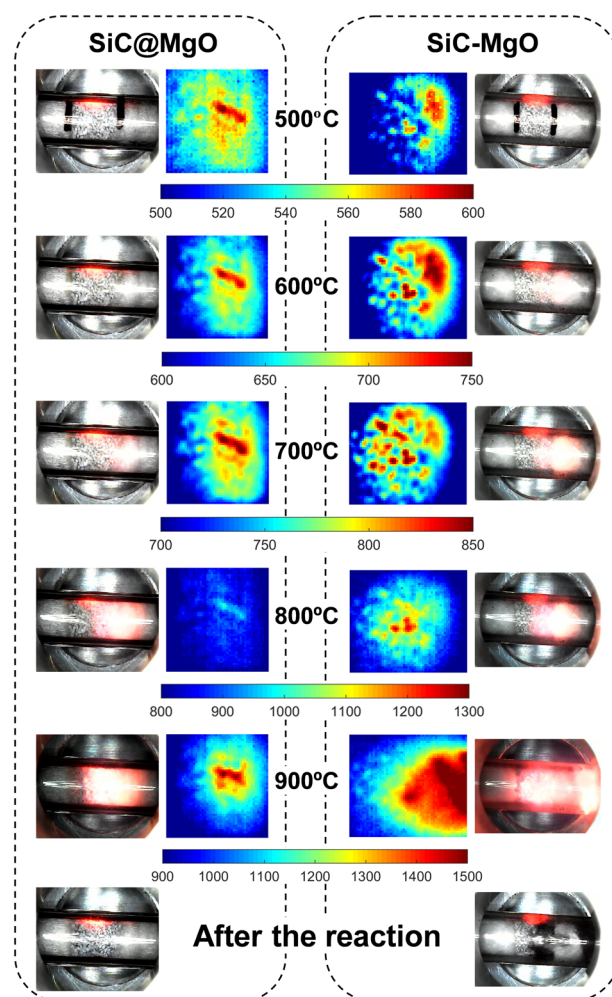 SiC@MgO SiC-MgO
500°C
500 520 540 560 580 600
600ºC
600 650 700 750
700ºC
700 750 800 850
800ºC
800 900 1000 1100 1200 1300
900ºC
900 1000 1100 1200 1300 1400 1500
After the reaction